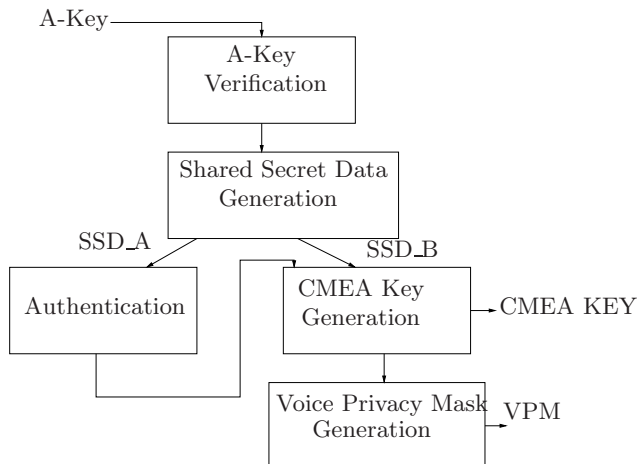 A-Key
A-Key
Verification
Shared Secret Data
Generation
SSD_A
SSD_B
Authentication
CMEA Key
Generation
CMEA KEY
Voice Privacy Mask
Generation
VPM